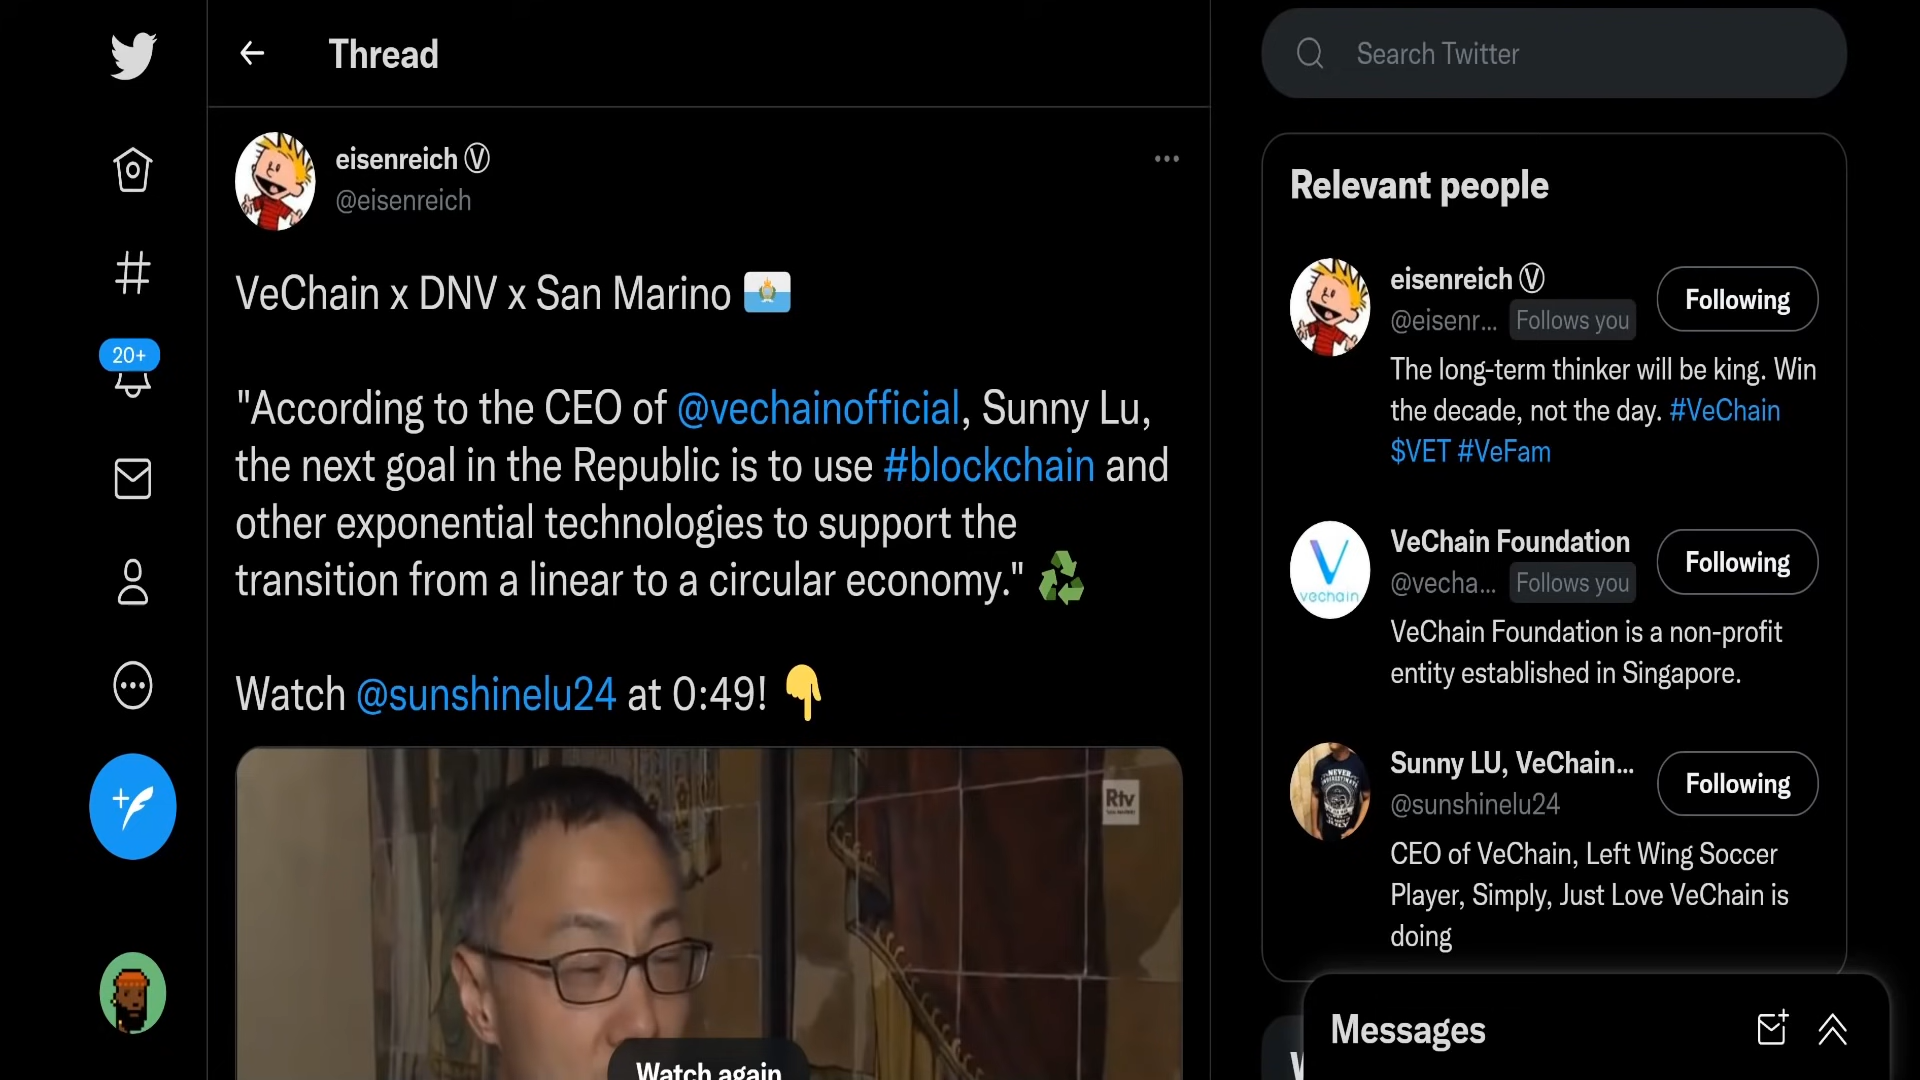 Thread
Search Twitter
eisenreich Ⓥ
@eisenreich
VeChain x DNV x San Marino
"According to the CEO of @vechainofficial, Sunny Lu,
the next goal in the Republic is to use #blockchain and
other exponential technologies to support the
transition from a linear to a circular economy."
Watch @sunshinelu24 at 0:49!
Rtv
Watch again
20+
Relevant people
eisenreich Ⓥ
@eisenr... Follows you
Following
The long-term thinker will be king. Win
the decade, not the day. #VeChain
$VET #VeFam
vechain
VeChain Foundation
@vecha... Follows you
Following
VeChain Foundation is a non-profit
entity established in Singapore.
Sunny LU, VeChain...
@sunshinelu24
Following
CEO of VeChain, Left Wing Soccer
Player, Simply, Just Love VeChain is
doing
Messages